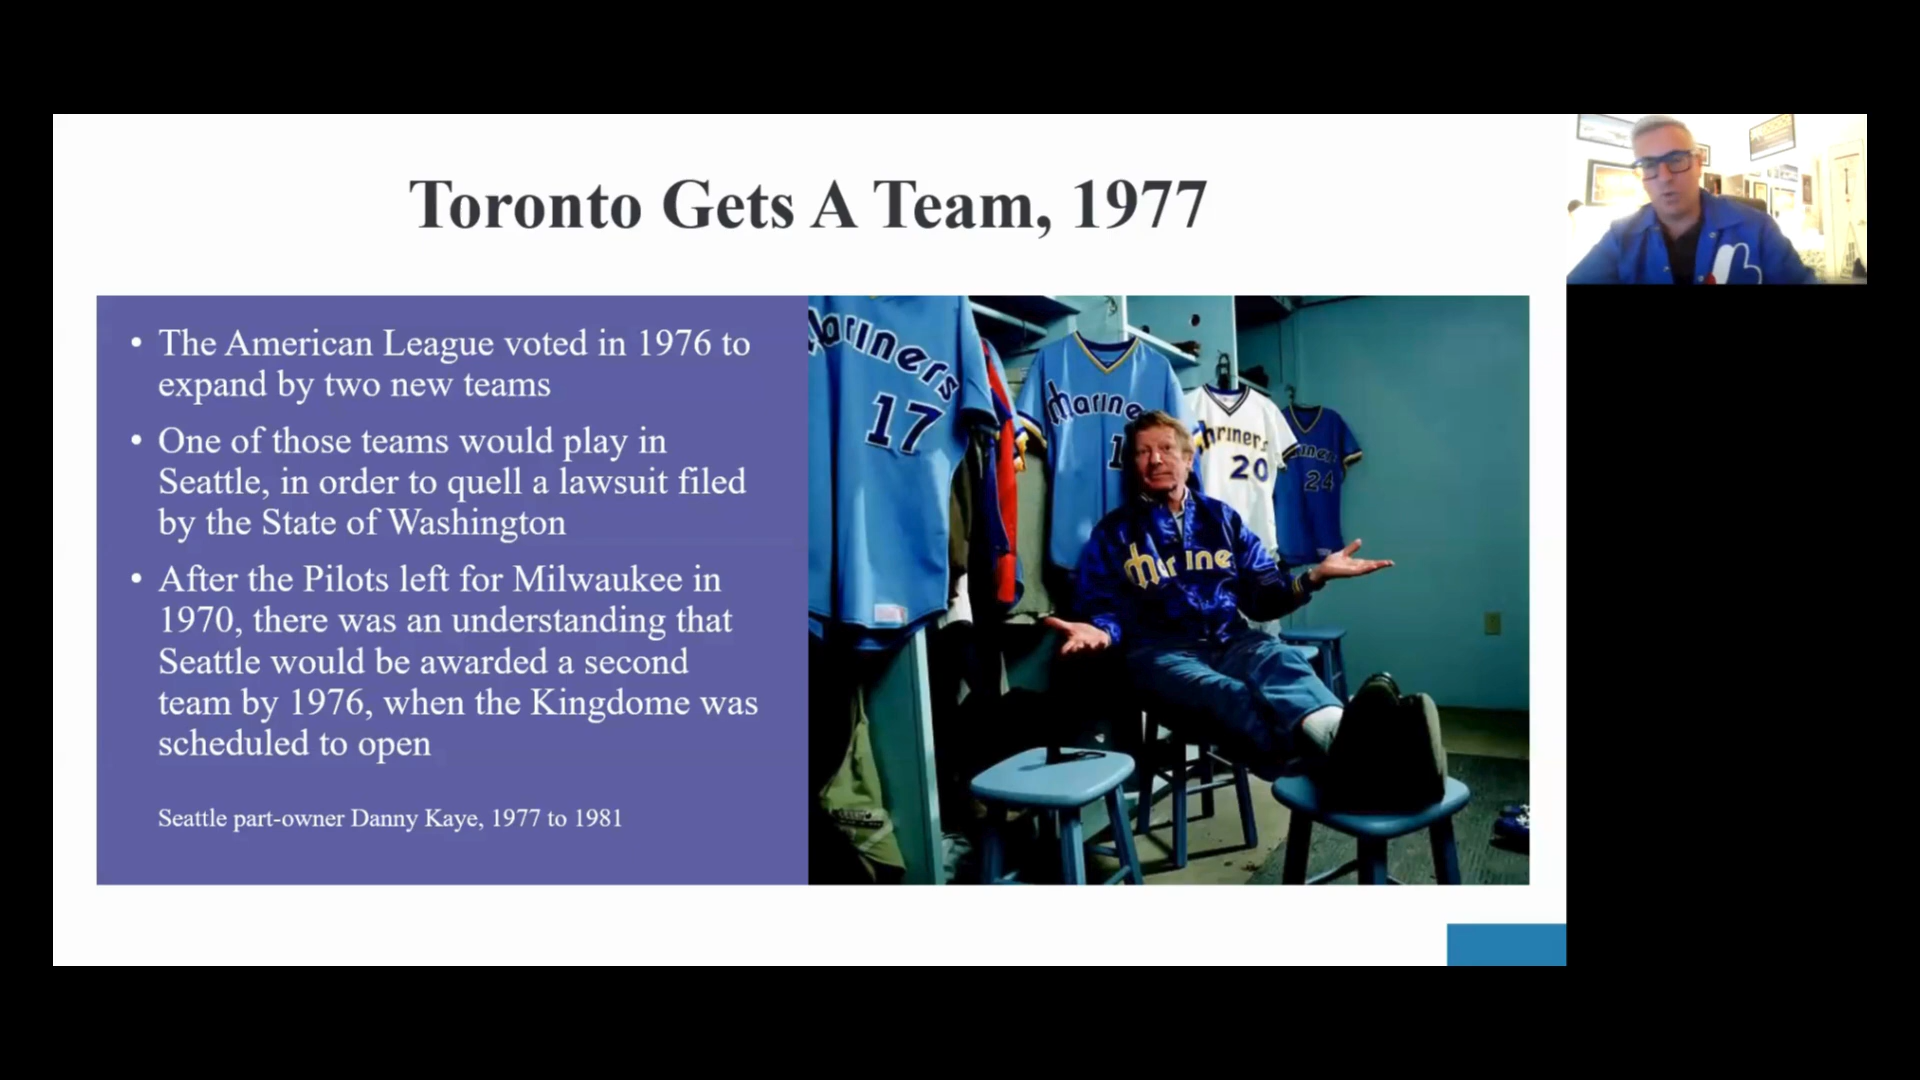 Toronto Gets A Team, 1977
• The American League voted in 1976 to
expand by two new teams
• One of those teams would play in
Seattle, in order to quell a lawsuit filed
by the State of Washington
• After the Pilots left for Milwaukee in
1970, there was an understanding that
Seattle would be awarded a second
team by 1976, when the Kingdome was
scheduled to open
Seattle part-owner Danny Kaye, 1977 to 1981
mariners
17
marine
1
mariners
20
24
marine